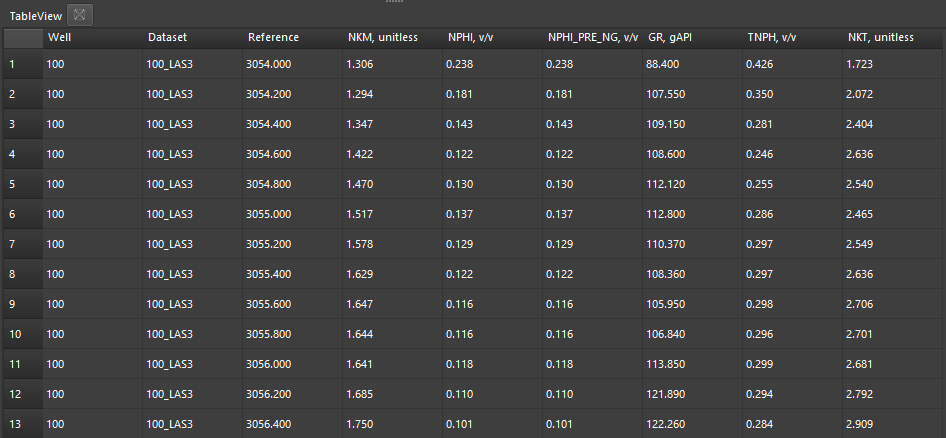 TableView
Well Dataset Reference NKM, unitless NPHI, v/v NPHI_PRE_NG, v/v GR, gAPI TNPH, v/v NKT, unitless
1 100 100_LAS3 3054.000 1.306 0.238 0.238 88.400 0.426 1.723
2 100 100_LAS3 3054.200 1.294 0.181 0.181 107.550 0.350 2.072
3 100 100_LAS3 3054.400 1.347 0.143 0.143 109.150 0.281 2.404
4 100 100_LAS3 3054.600 1.422 0.122 0.122 108.600 0.246 2.636
5 100 100_LAS3 3054.800 1.470 0.130 0.130 112.120 0.255 2.540
6 100 100_LAS3 3055.000 1.517 0.137 0.137 112.800 0.286 2.465
7 100 100_LAS3 3055.200 1.578 0.129 0.129 110.370 0.297 2.549
8 100 100_LAS3 3055.400 1.629 0.122 0.122 108.360 0.297 2.636
9 100 100_LAS3 3055.600 1.647 0.116 0.116 105.950 0.298 2.706
10 100 100_LAS3 3055.800 1.644 0.116 0.116 106.840 0.296 2.701
11 100 100_LAS3 3056.000 1.641 0.118 0.118 113.850 0.299 2.681
12 100 100_LAS3 3056.200 1.685 0.110 0.110 121.890 0.294 2.792
13 100 100_LAS3 3056.400 1.750 0.101 0.101 122.260 0.284 2.909